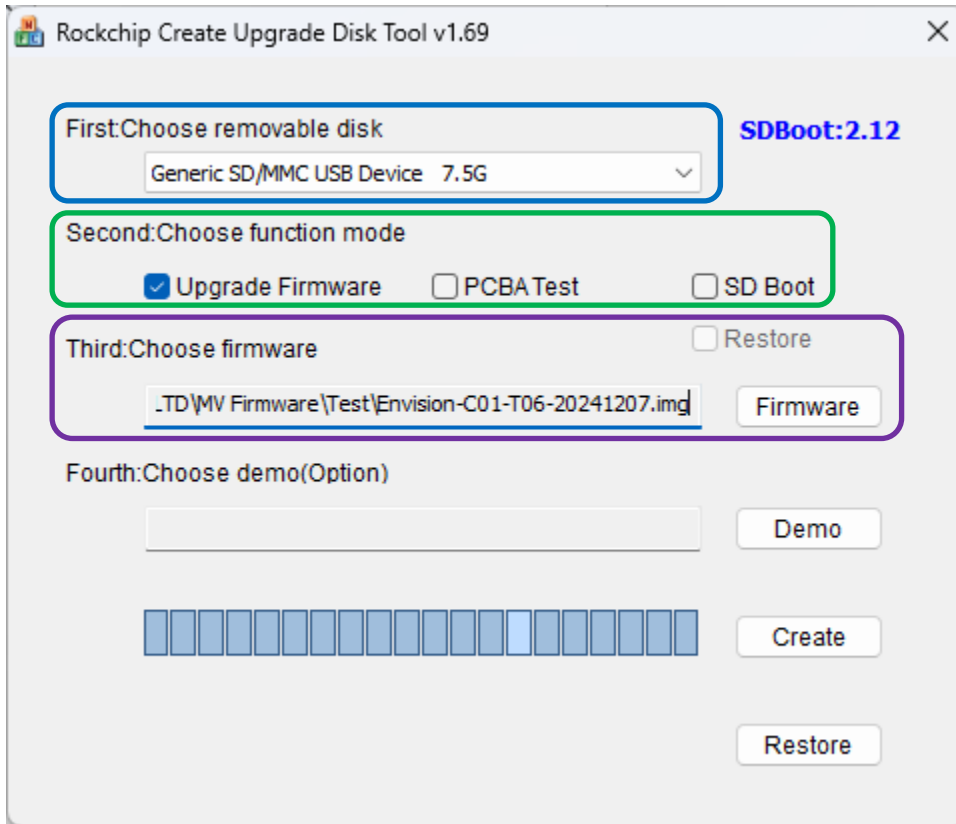 Rockchip Create Upgrade Disk Tool v1.69
First:Choose removable disk
SDBoot:2.12
Generic SD/MMC USB Device 7.5G
Second:Choose function mode
Upgrade Firmware PCBA Test SD Boot
Third:Choose firmware Restore
_TD\MV Firmware\Test\Envision-C01-T06-20241207.img Firmware
Fourth:Choose demo(Option)
Demo
Create
Restore